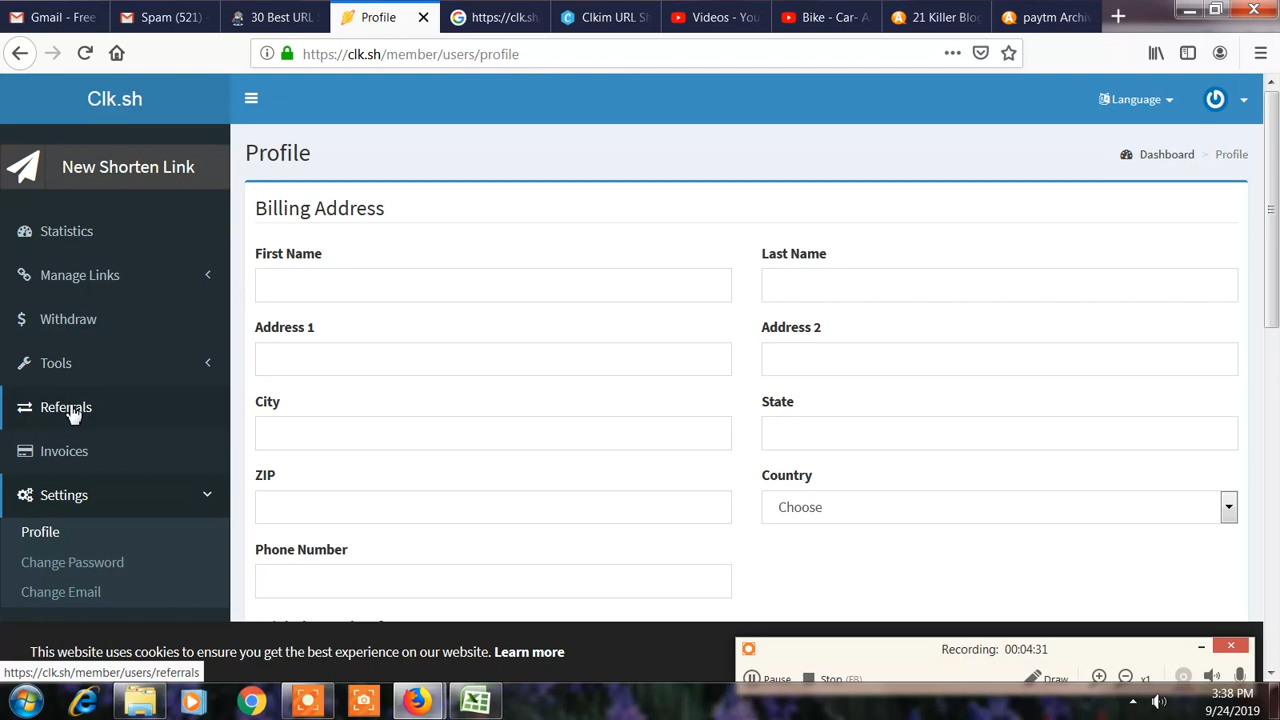 Gmail - Free
Spam (521)
30 Best URL
Profile
https://clk.sh
Clkim URL S
Videos - You
Bike - Car- A
21 Killer Blo
paytm Archiv
https://clk.sh/member/users/profile
Clk.sh
Language
New Shorten Link
Profile
Dashboard > Profile
Statistics
Manage Links
Withdraw
Tools
Referrals
Invoices
Settings
Profile
Change Password
Change Email
Billing Address
First Name
Last Name
Address 1
Address 2
City
State
ZIP
Country
Choose
Phone Number
This website uses cookies to ensure you get the best experience on our website. Learn more
https://clk.sh/member/users/referrals
Recording: 00:04:31
Pause
Stop (F8)
Draw
x1
3:38 PM
9/24/2019